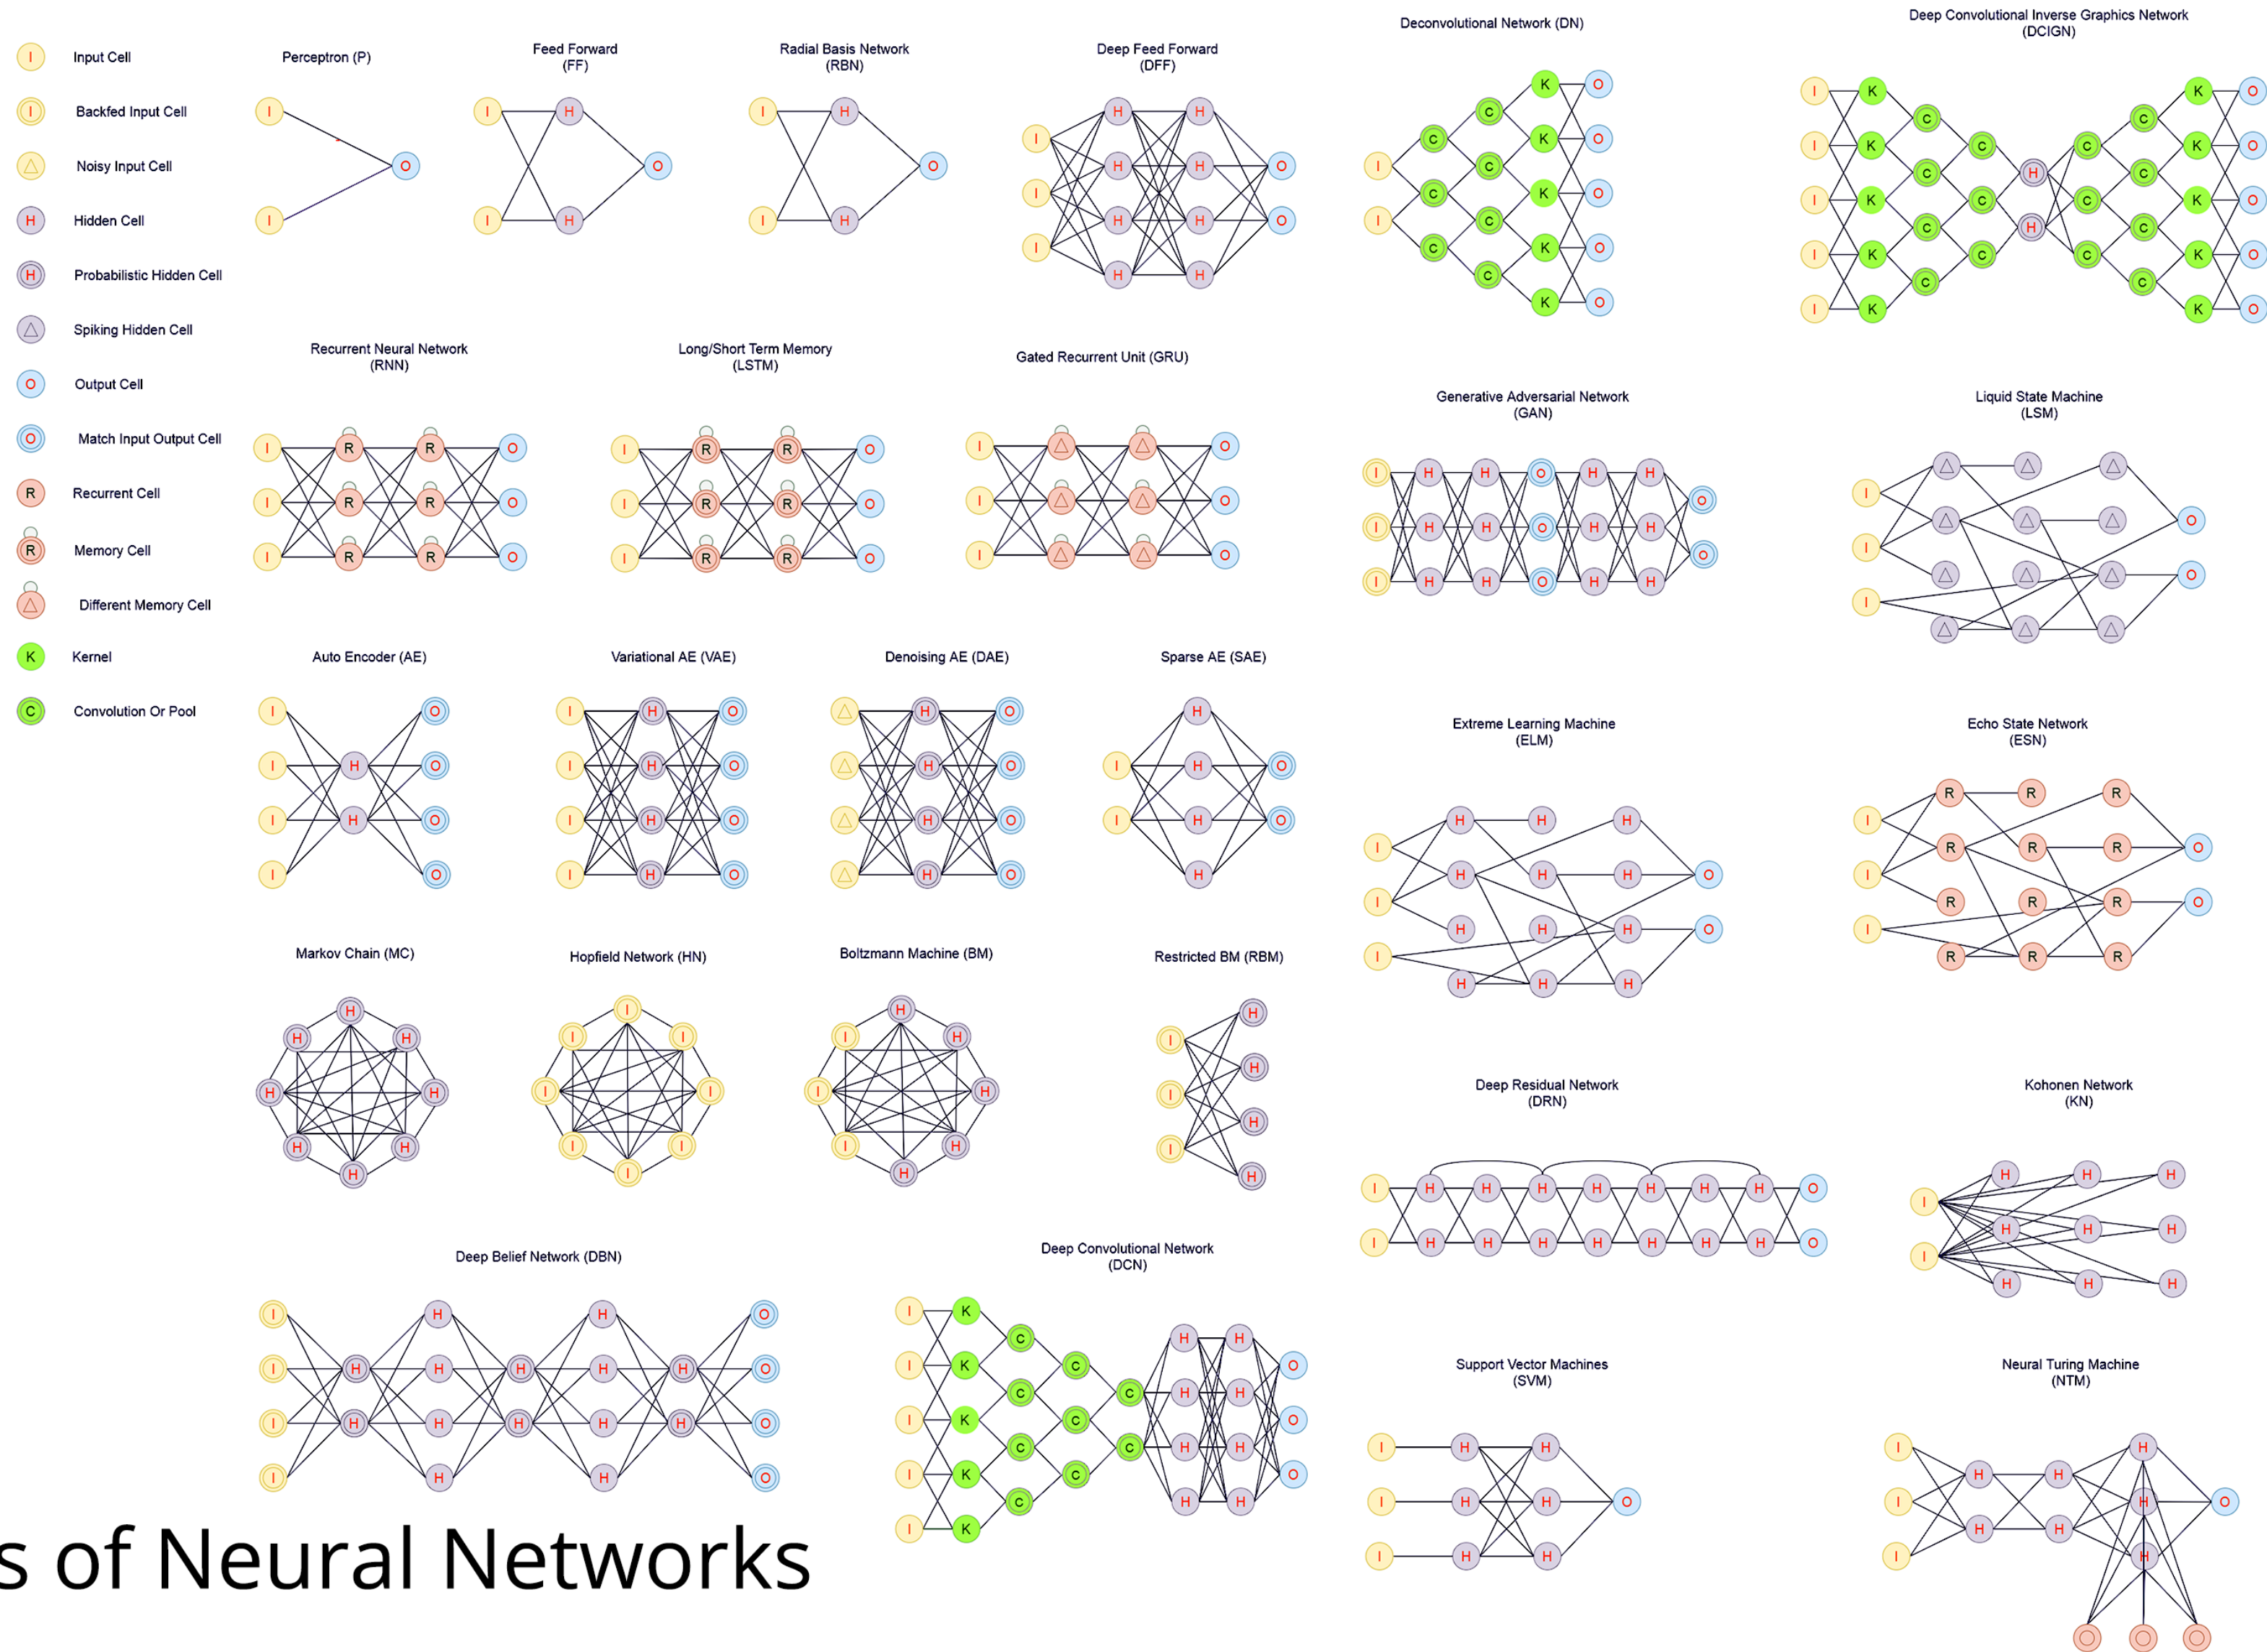 Input Cell
Backfed Input Cell
Noisy Input Cell
Hidden Cell
Probabilistic Hidden Cell
Spiking Hidden Cell
Output Cell
Match Input Output Cell
Recurrent Cell
Memory Cell
Different Memory Cell
Kernel
Convolution Or Pool
Perceptron (P)
Feed Forward
(FF)
Radial Basis Network
(RBN)
Deep Feed Forward
(DFF)
Deconvolutional Network (DN)
Deep Convolutional Inverse Graphics Network
(DCIGN)
Recurrent Neural Network
(RNN)
Long/Short Term Memory
(LSTM)
Gated Recurrent Unit (GRU)
Generative Adversarial Network
(GAN)
Liquid State Machine
(LSM)
Auto Encoder (AE)
Variational AE (VAE)
Denoising AE (DAE)
Sparse AE (SAE)
Extreme Learning Machine
(ELM)
Echo State Network
(ESN)
Markov Chain (MC)
Hopfield Network (HN)
Boltzmann Machine (BM)
Restricted BM (RBM)
Deep Residual Network
(DRN)
Kohonen Network
(KN)
Deep Belief Network (DBN)
Deep Convolutional Network
(DCN)
Support Vector Machines
(SVM)
Neural Turing Machine
(NTM)
s of Neural Networks